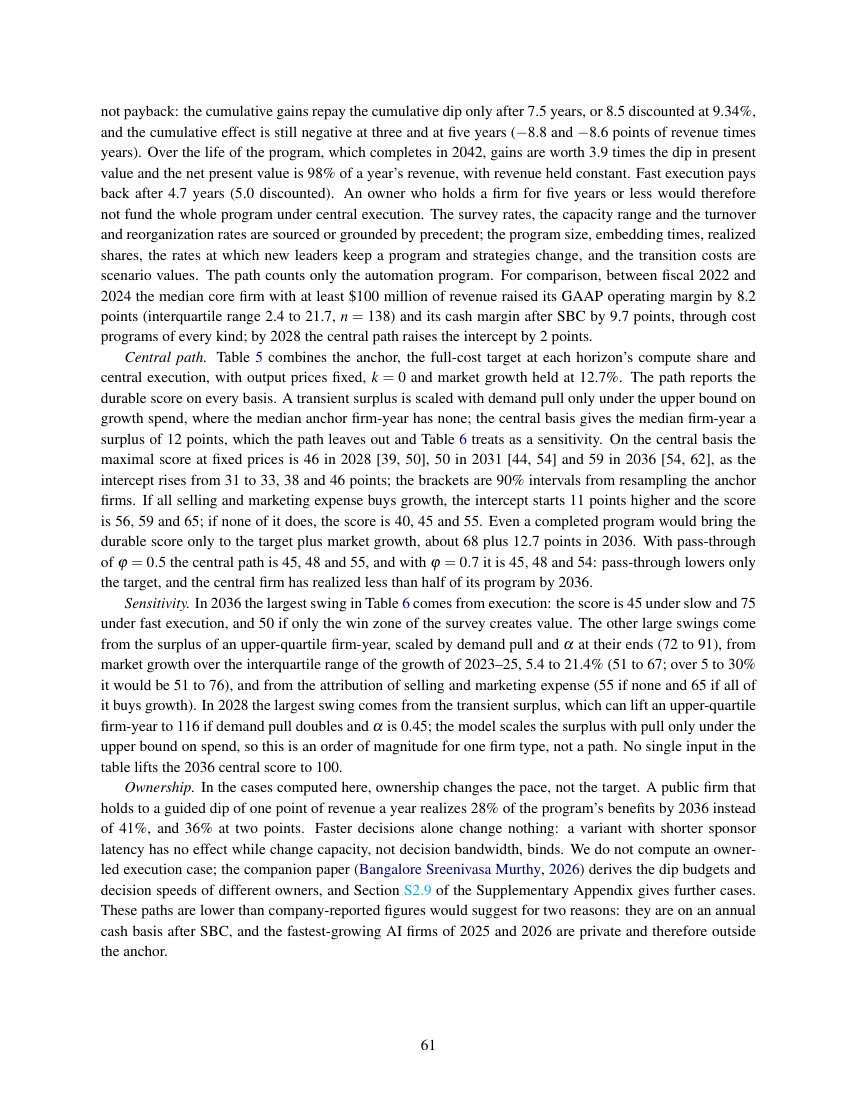 not payback: the cumulative gains repay the cumulative dip only after 7.5 years, or 8.5 discounted at 9.34%,
and the cumulative effect is still negative at three and at five years (−8.8 and −8.6 points of revenue times
years). Over the life of the program, which completes in 2042, gains are worth 3.9 times the dip in present
value and the net present value is 98% of a year's revenue, with revenue held constant. Fast execution pays
back after 4.7 years (5.0 discounted). An owner who holds a firm for five years or less would therefore
not fund the whole program under central execution. The survey rates, the capacity range and the turnover
and reorganization rates are sourced or grounded by precedent; the program size, embedding times, realized
shares, the rates at which new leaders keep a program and strategies change, and the transition costs are
scenario values. The path counts only the automation program. For comparison, between fiscal 2022 and
2024 the median core firm with at least $100 million of revenue raised its GAAP operating margin by 8.2
points (interquartile range 2.4 to 21.7, n = 138) and its cash margin after SBC by 9.7 points, through cost
programs of every kind; by 2028 the central path raises the intercept by 2 points.
Central path. Table 5 combines the anchor, the full-cost target at each horizon's compute share and
central execution, with output prices fixed, k = 0 and market growth held at 12.7%. The path reports the
durable score on every basis. A transient surplus is scaled with demand pull only under the upper bound on
growth spend, where the median anchor firm-year has none; the central basis gives the median firm-year a
surplus of 12 points, which the path leaves out and Table 6 treats as a sensitivity. On the central basis the
maximal score at fixed prices is 46 in 2028 [39, 50], 50 in 2031 [44, 54] and 59 in 2036 [54, 62], as the
intercept rises from 31 to 33, 38 and 46 points; the brackets are 90% intervals from resampling the anchor
firms. If all selling and marketing expense buys growth, the intercept starts 11 points higher and the score
is 56, 59 and 65; if none of it does, the score is 40, 45 and 55. Even a completed program would bring the
durable score only to the target plus market growth, about 68 plus 12.7 points in 2036. With pass-through
of φ = 0.5 the central path is 45, 48 and 55, and with φ = 0.7 it is 45, 48 and 54: pass-through lowers only
the target, and the central firm has realized less than half of its program by 2036.
Sensitivity. In 2036 the largest swing in Table 6 comes from execution: the score is 45 under slow and 75
under fast execution, and 50 if only the win zone of the survey creates value. The other large swings come
from the surplus of an upper-quartile firm-year, scaled by demand pull and α at their ends (72 to 91), from
market growth over the interquartile range of the growth of 2023–25, 5.4 to 21.4% (51 to 67; over 5 to 30%
it would be 51 to 76), and from the attribution of selling and marketing expense (55 if none and 65 if all of
it buys growth). In 2028 the largest swing comes from the transient surplus, which can lift an upper-quartile
firm-year to 116 if demand pull doubles and α is 0.45; the model scales the surplus with pull only under the
upper bound on spend, so this is an order of magnitude for one firm type, not a path. No single input in the
table lifts the 2036 central score to 100.
Ownership. In the cases computed here, ownership changes the pace, not the target. A public firm that
holds to a guided dip of one point of revenue a year realizes 28% of the program's benefits by 2036 instead
of 41%, and 36% at two points. Faster decisions alone change nothing: a variant with shorter sponsor
latency has no effect while change capacity, not decision bandwidth, binds. We do not compute an owner-
led execution case; the companion paper (Bangalore Sreenivasa Murthy, 2026) derives the dip budgets and
decision speeds of different owners, and Section S2.9 of the Supplementary Appendix gives further cases.
These paths are lower than company-reported figures would suggest for two reasons: they are on an annual
cash basis after SBC, and the fastest-growing AI firms of 2025 and 2026 are private and therefore outside
the anchor.
61